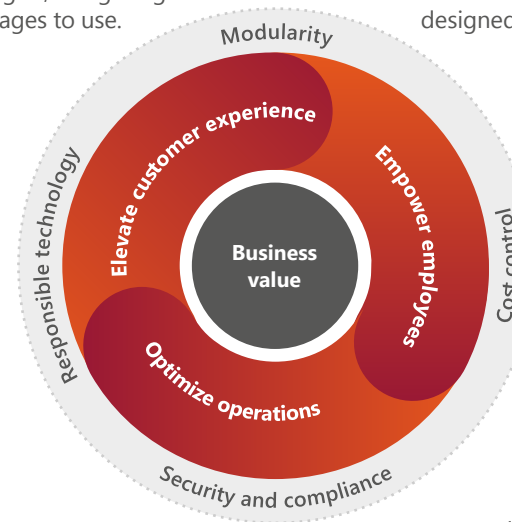 ages to use.
designed
Modularity
Elevate customer experience
Empower employees
Responsible technology
Business
value
Cost control
Optimize operations
Security and compliance